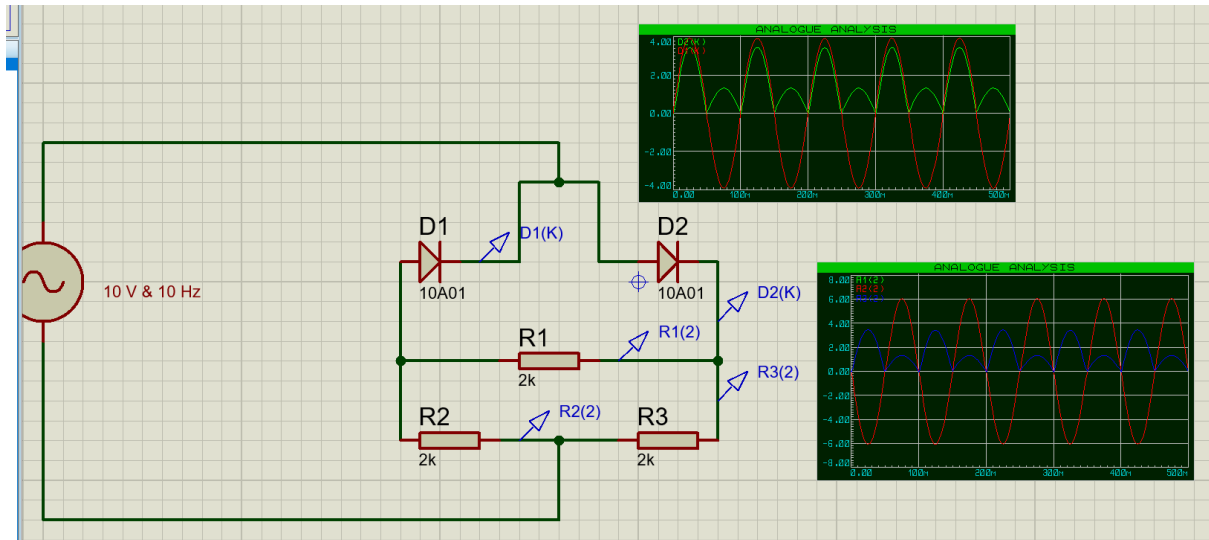 ANALOGUE ANALYSIS
4.00
D2(K)
2.00
0.00
-2.00
-4.00
0.00
100m
200m
300m
400m
500m
D1
D1(K)
10A01
D2
10A01
D2(K)
10 V & 10 Hz
R1
R1(2)
2k
R3(2)
R2
R2(2)
2k
R3
2k
ANALOGUE ANALYSIS
8.00
R1(2)
R2(2)
6.00
4.00
2.00
0.00
-2.00
-4.00
-6.00
-8.00
0.00
100m
200m
300m
400m
500m